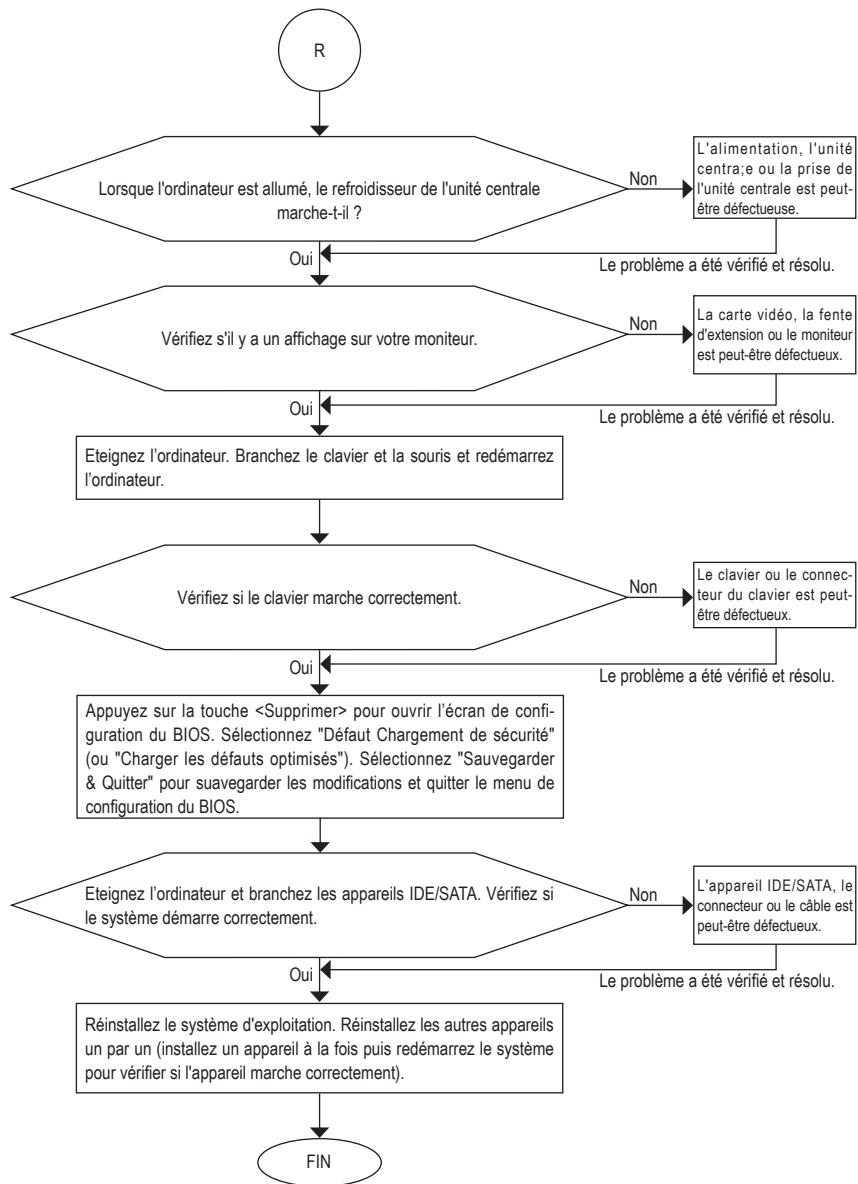 R
Lorsque l'ordinateur est allumé, le refroidisseur de l'unité centrale
marche-t-il ?
Non
L'alimentation, l'unité
centra;e ou la prise de
l'unité centrale est peut-
être défectueuse.
Oui
Le problème a été vérifié et résolu.
Vérifiez s'il y a un affichage sur votre moniteur.
Non
La carte vidéo, la fente
d'extension ou le moniteur
est peut-être défectueux.
Oui
Le problème a été vérifié et résolu.
Eteignez l’ordinateur. Branchez le clavier et la souris et redémarrez
l’ordinateur.
Vérifiez si le clavier marche correctement.
Non
Le clavier ou le connec-
teur du clavier est peut-
être défectueux.
Oui
Le problème a été vérifié et résolu.
Appuyez sur la touche <Supprimer> pour ouvrir l’écran de confi-
guration du BIOS. Sélectionnez "Défaut Chargement de sécurité"
(ou "Charger les défauts optimisés"). Sélectionnez "Sauvegarder
& Quitter" pour suavegarder les modifications et quitter le menu de
configuration du BIOS.
Eteignez l’ordinateur et branchez les appareils IDE/SATA. Vérifiez si
le système démarre correctement.
Non
L'appareil IDE/SATA, le
connecteur ou le câble est
peut-être défectueux.
Oui
Le problème a été vérifié et résolu.
Réinstallez le système d'exploitation. Réinstallez les autres appareils
un par un (installez un appareil à la fois puis redémarrez le système
pour vérifier si l'appareil marche correctement).
FIN